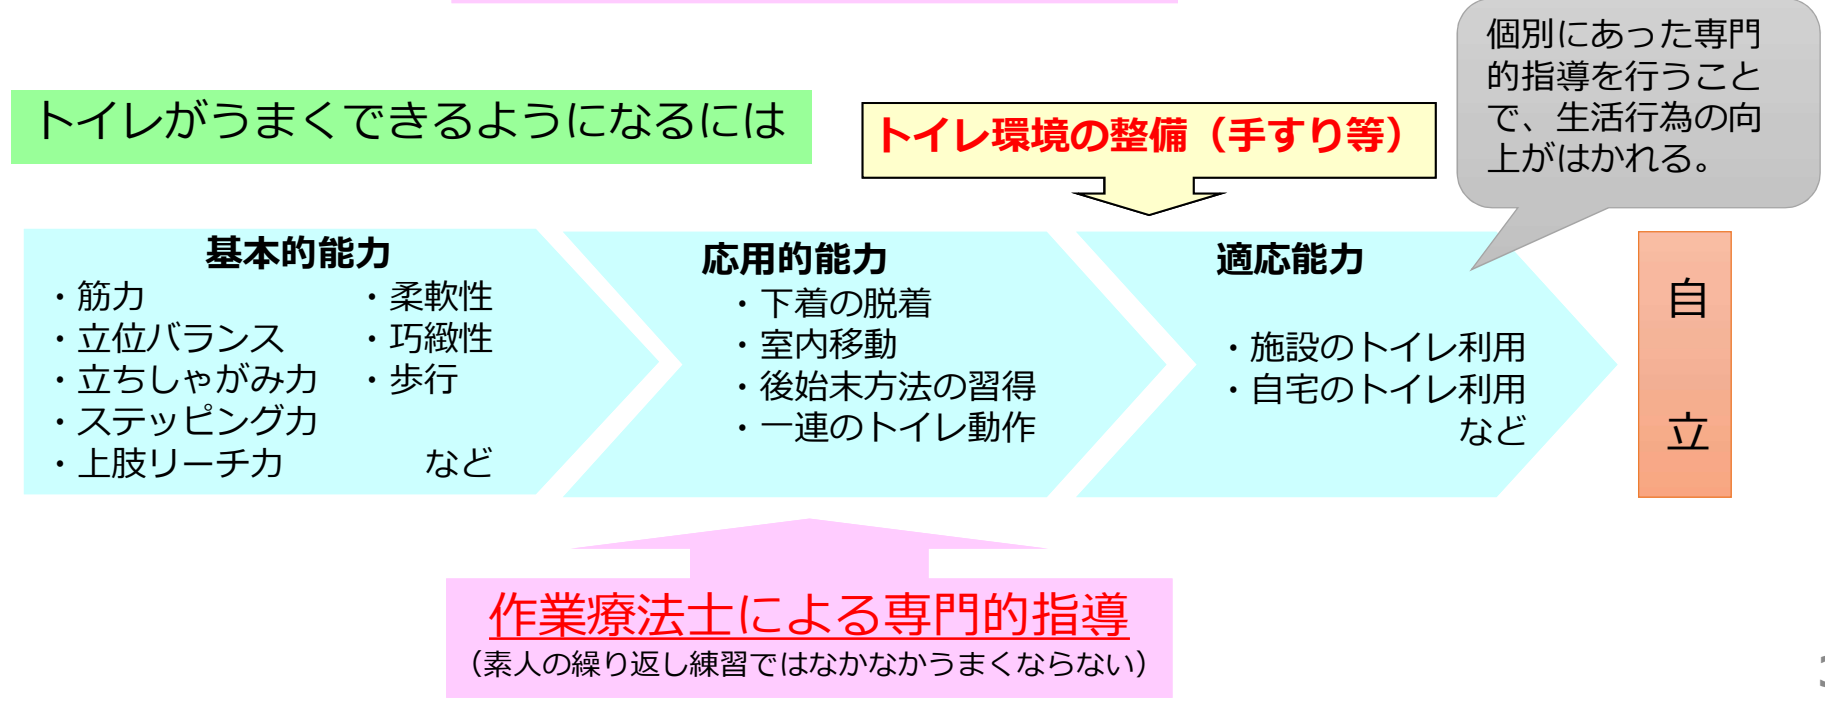 個別にあった専門
的指導を行うこと
で、生活行為の向
上がはかれる。
トイレがうまくできるようになるには
トイレ環境の整備（手すり等）
基本的能力
・筋力
・立位バランス
・立ちしゃがみ力
・ステッピング力
・上肢リーチ力
・柔軟性
・巧緻性
・歩行
など
応用的能力
・下着の脱着
・室内移動
・後始末方法の習得
・一連のトイレ動作
適応能力
・施設のトイレ利用
・自宅のトイレ利用
など
自
立
作業療法士による専門的指導
（素人の繰り返し練習ではなかなかうまくならない）